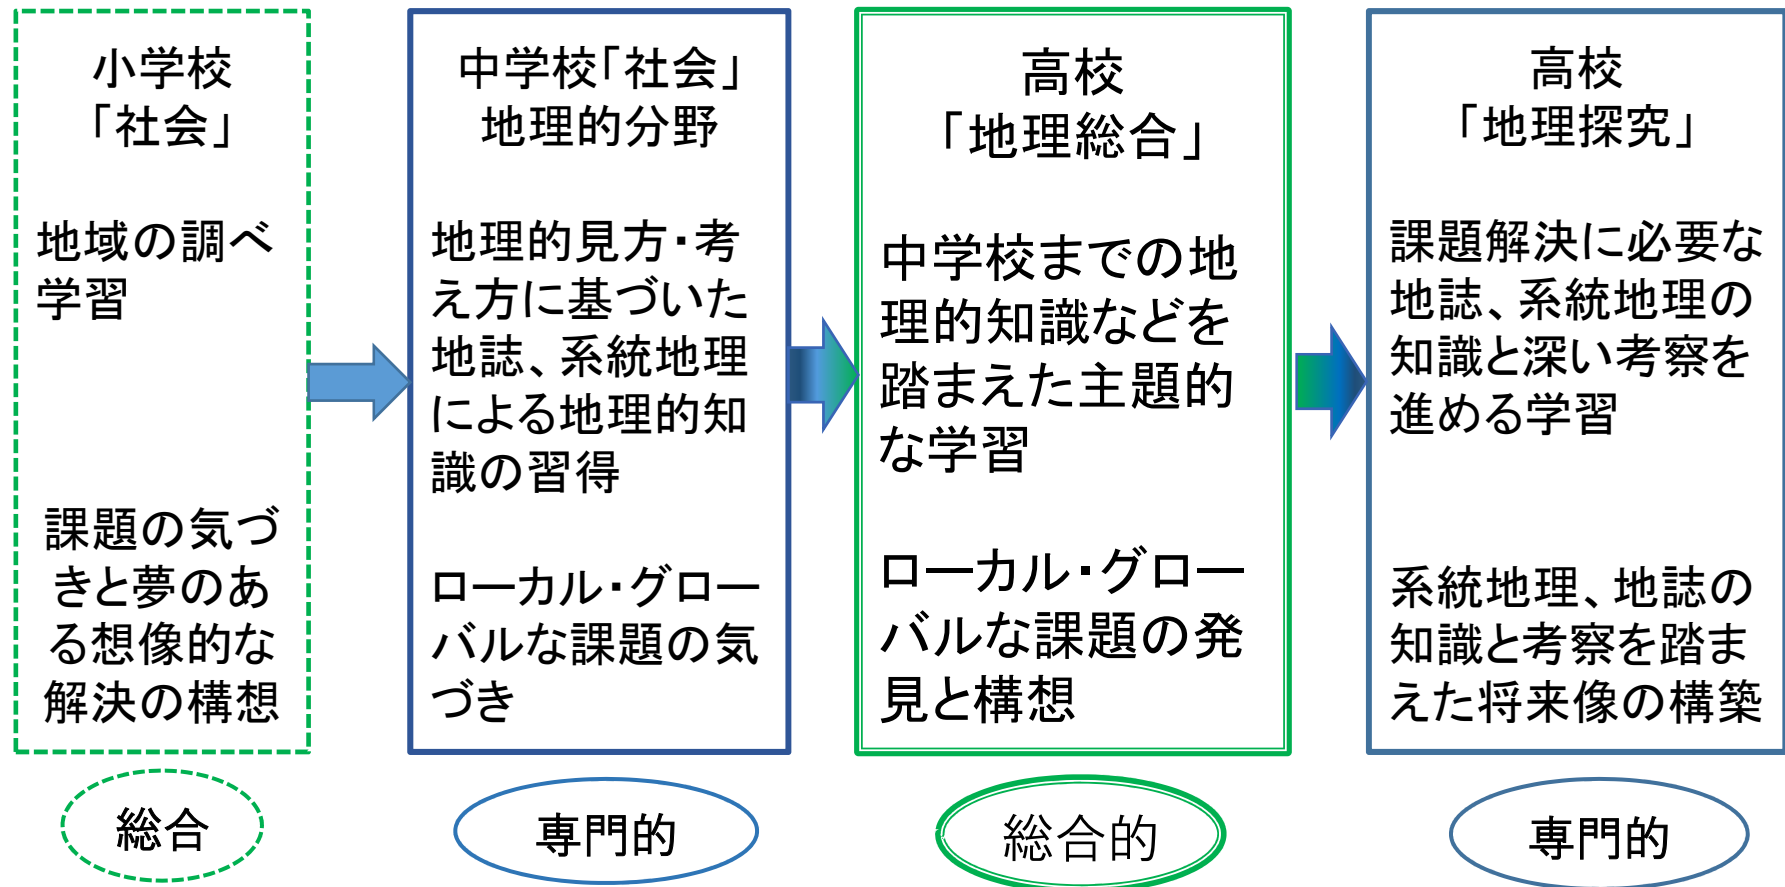 小学校
「社会」
地域の調べ
学習
課題の気づ
きと夢のあ
る想像的な
解決の構想
総合
中学校「社会」
地理的分野
地理的見方・考
え方に基づいた
地誌、系統地理
による地理的知
識の習得
ローカル・グロー
バルな課題の気
づき
専門的
高校
「地理総合」
中学校までの地
理的知識などを
踏まえた主題的
な学習
ローカル・グロー
バルな課題の発
見と構想
総合的
高校
「地理探究」
課題解決に必要な
地誌、系統地理の
知識と深い考察を
進める学習
系統地理、地誌の
知識と考察を踏ま
えた将来像の構築
専門的